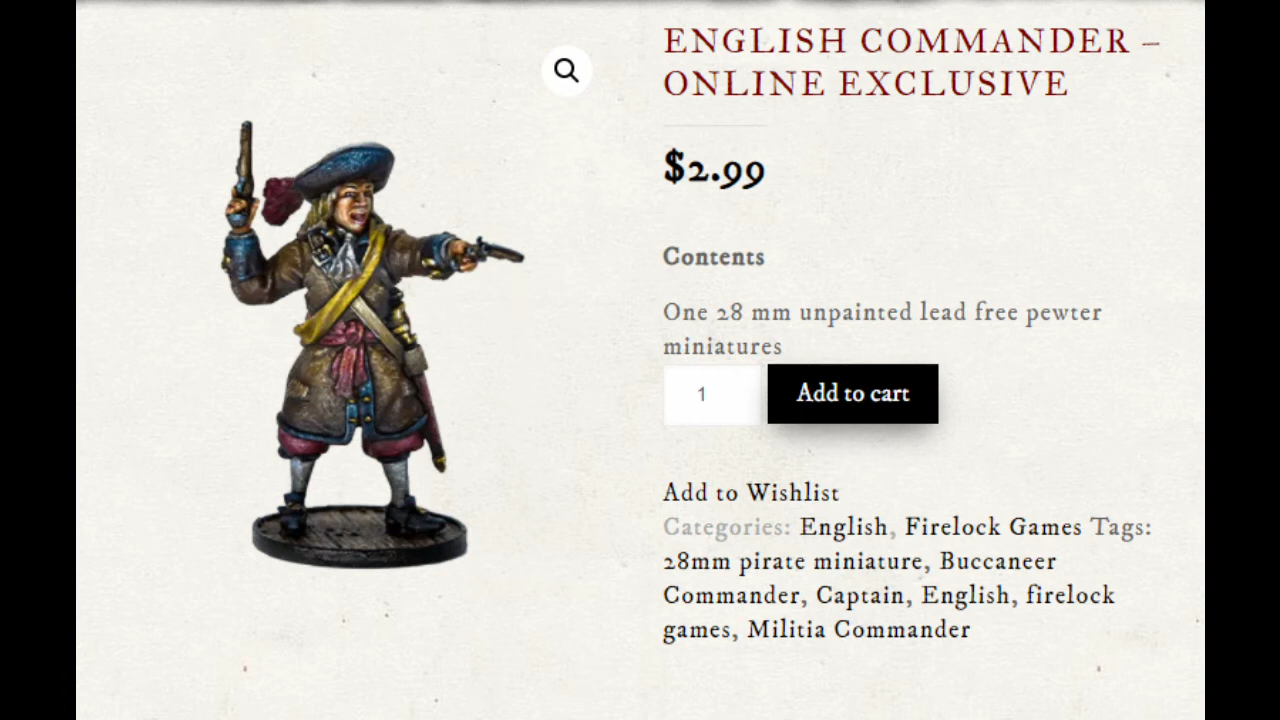 ENGLISH COMMANDER –
ONLINE EXCLUSIVE
$2.99
Contents
One 28 mm unpainted lead free pewter
miniatures
1 Add to cart
Add to Wishlist
Categories: English, Firelock Games Tags:
28mm pirate miniature, Buccaneer
Commander, Captain, English, firelock
games, Militia Commander